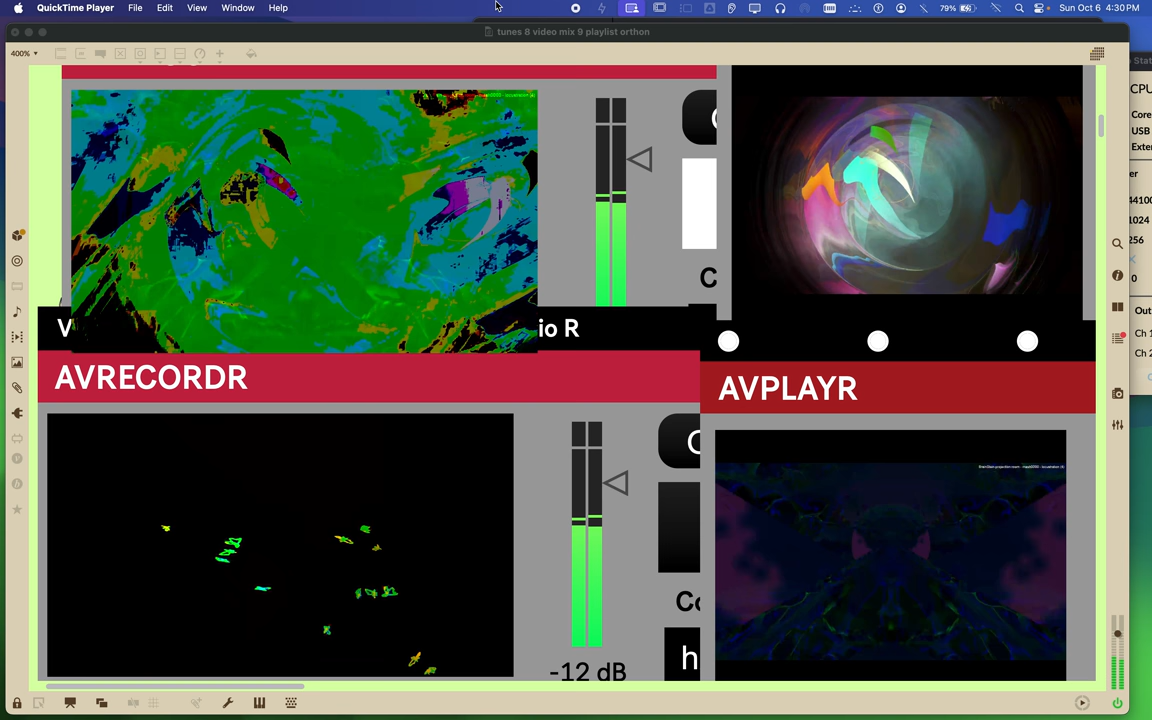 QuickTime Player File Edit View Window Help 79% Sun Oct 6 4:30 PM
tunes 8 video mix 9 playlist orthon
400%
CPU
Core
USB
Exter
44100
1024
256
0
Out
Ch 1
Ch 2
C
V io R
AVRECORDR
AVPLAYR
Co
h
-12 dB